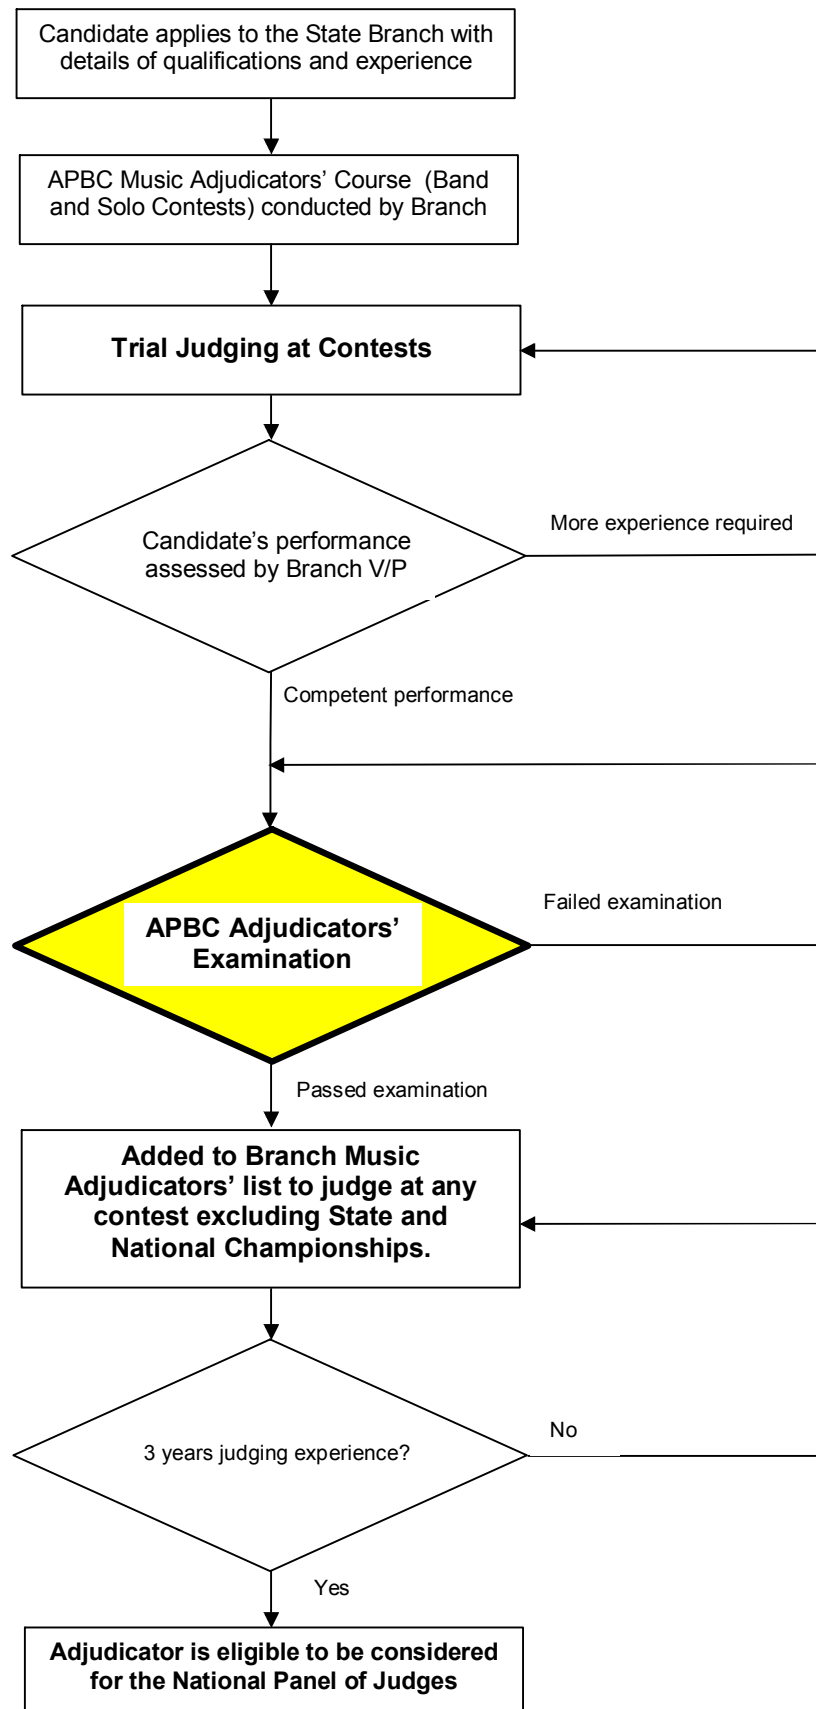 Candidate applies to the State Branch with
details of qualifications and experience
APBC Music Adjudicators’ Course (Band
and Solo Contests) conducted by Branch
Trial Judging at Contests
Candidate’s performance
assessed by Branch V/P
More experience required
Competent performance
APBC Adjudicators’
Examination
Failed examination
Passed examination
Added to Branch Music
Adjudicators’ list to judge at any
contest excluding State and
National Championships.
3 years judging experience?
No
Yes
Adjudicator is eligible to be considered
for the National Panel of Judges